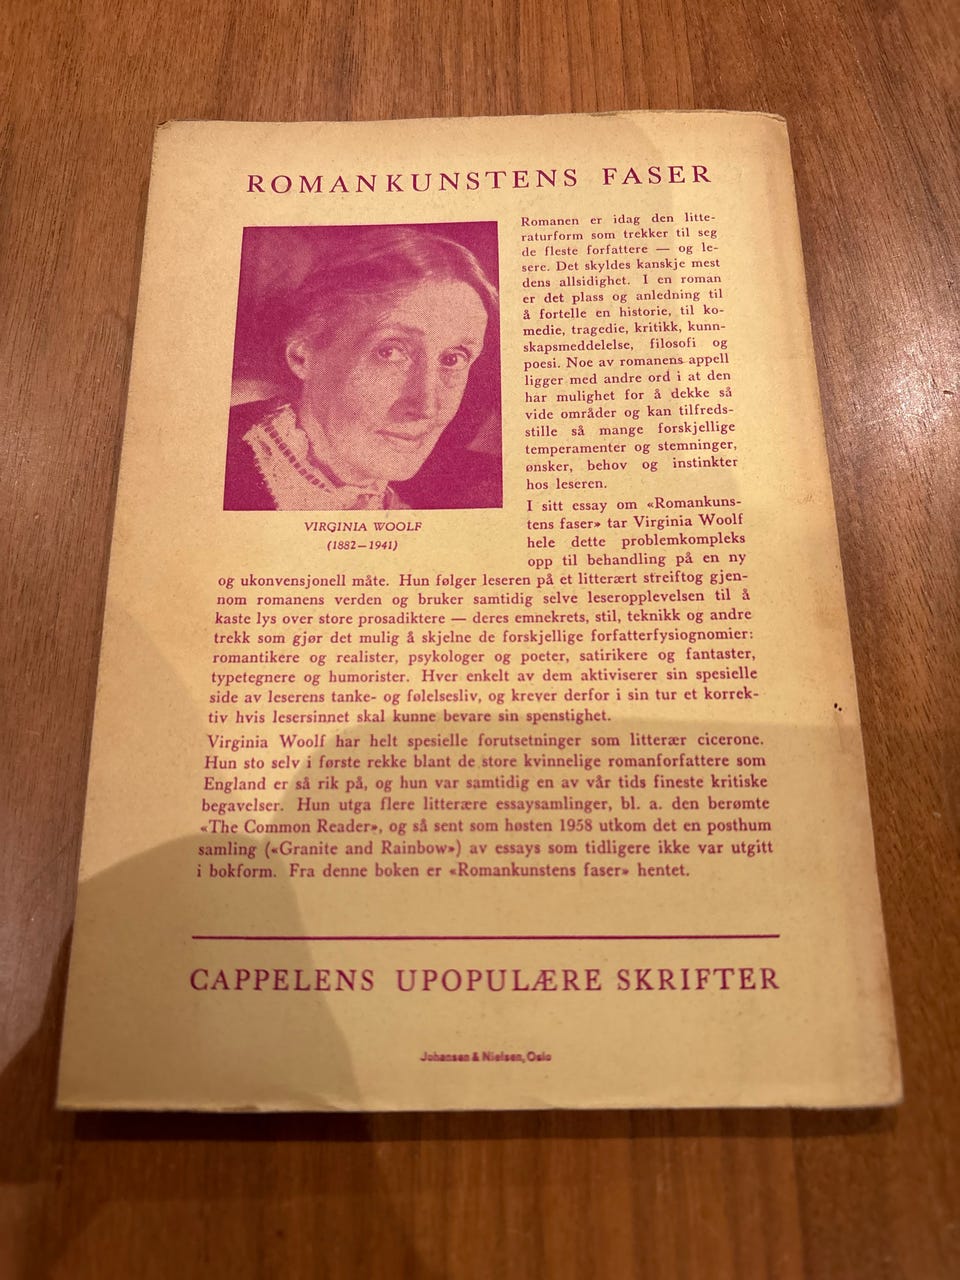 ROMANKUNSTENS FASER
Romanen er idag den litte-
raturform som trekker til seg
de fleste forfattere — og le-
sere. Det skyldes kanskje mest
dens allsidighet. I en roman
er det plass og anledning til
å fortelle en historie, til ko-
medie, tragedie, kritikk, kunn-
skapsmeddelelse, filosofi og
poesi. Noe av romanens appell
ligger med andre ord i at den
har mulighet for å dekke så
vide områder og kan tilfreds-
stille så mange forskjellige
temperamenter og stemninger,
ønsker, behov og instinkter
hos leseren.
VIRGINIA WOOLF
(1882—1941)
I sitt essay om «Romankuns-
tens faser» tar Virginia Woolf
hele dette problemkompleks
opp til behandling på en ny
og ukonvensjonell måte. Hun følger leseren på et litterært streiftog gjen-
nom romanens verden og bruker samtidig selve leseropplevelsen til å
kaste lys over store prosadiktere — deres emnekrets, stil, teknikk og andre
trekk som gjør det mulig å skjelne de forskjellige forfatterfysiognomier:
romantikere og realister, psykologer og poeter, satirikere og fantaster,
typetegnere og humorister. Hver enkelt av dem aktiviserer sin spesielle
side av leserens tanke- og følelsesliv, og krever derfor i sin tur et korrek-
tiv hvis lesersinnet skal kunne bevare sin spenstighet.
Virginia Woolf har helt spesielle forutsetninger som litterær cicerone.
Hun sto selv i første rekke blant de store kvinnelige romanforfattere som
England er så rik på, og hun var samtidig en av vår tids fineste kritiske
begavelser. Hun utga flere litterære essaysamlinger, bl. a. den berømte
«The Common Reader», og så sent som høsten 1958 utkom det en posthum
samling («Granite and Rainbow») av essays som tidligere ikke var utgitt
i bokform. Fra denne boken er «Romankunstens faser» hentet.
CAPPELENS UPOPULÆRE SKRIFTER
Johansen & Nielsen, Oslo